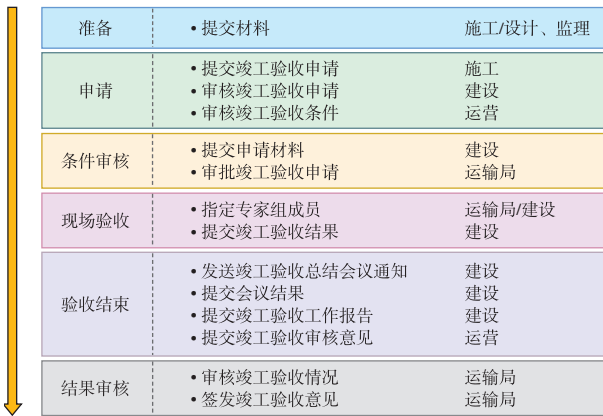 准备 •提交材料 施工/设计、监理
•提交竣工验收申请 施工
申请 •审核竣工验收申请 建设
•审核竣工验收条件 运营
•提交申请材料 建设
条件审核
•审批竣工验收申请 运输局
•指定专家组成员 运输局/建设
现场验收
•提交竣工验收结果 建设
•发送竣工验收总结会议通知 建设
•提交会议结果 建设
验收结束
•提交竣工验收工作报告 建设
•提交竣工验收审核意见 运营
•审核竣工验收情况 运输局
结果审核
•签发竣工验收意见 运输局